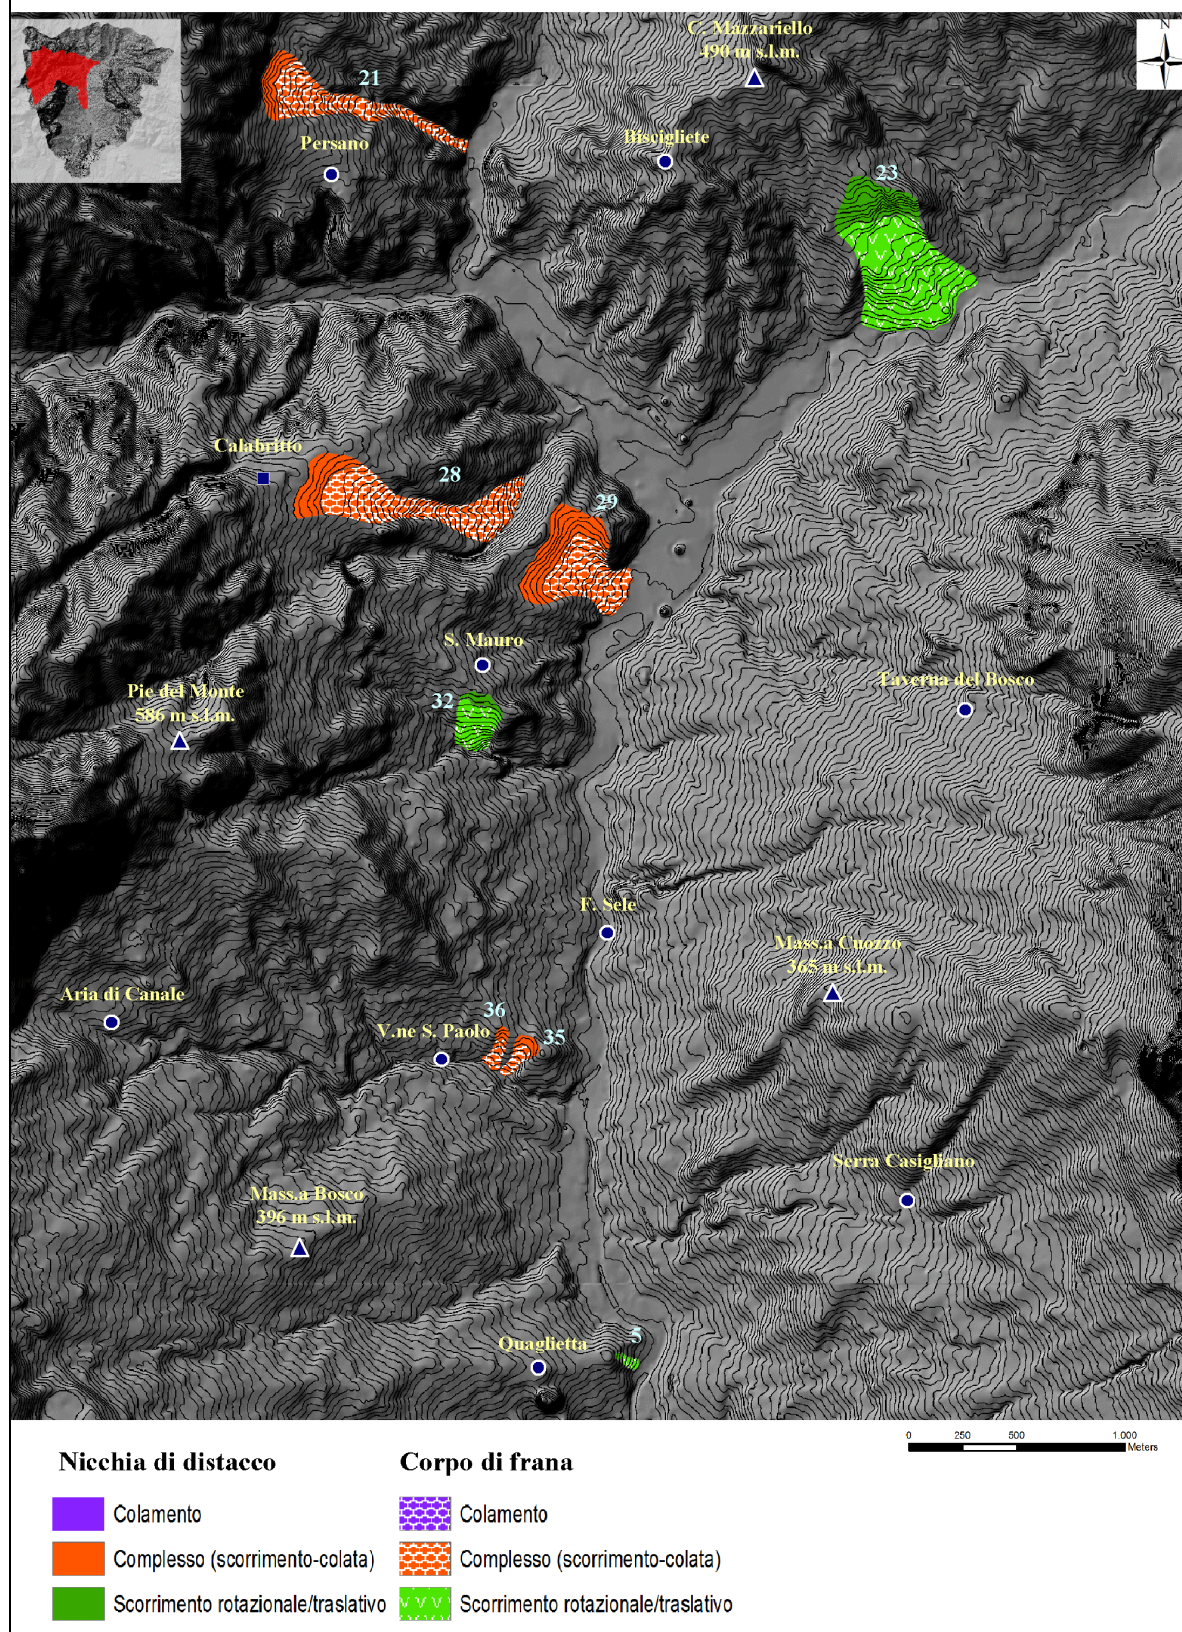 N
C. Mazzariello
490 m s.l.m.
21
Persano
Biscigliete
23
Calabritto
28
29
S. Mauro
32
Pie del Monte
586 m s.l.m.
Taverna del Bosco
F. Sele
Mass.a Cuozzo
365 m s.l.m.
Aria di Canale
36
V.ne S. Paolo
35
Serra Casigliano
Mass.a Bosco
396 m s.l.m.
5
Quaglietta
0 250 500 1.000
Meters
Nicchia di distacco
Colamento
Complesso (scorrimento-colata)
Scorrimento rotazionale/traslativo
Corpo di frana
Colamento
Complesso (scorrimento-colata)
Scorrimento rotazionale/traslativo